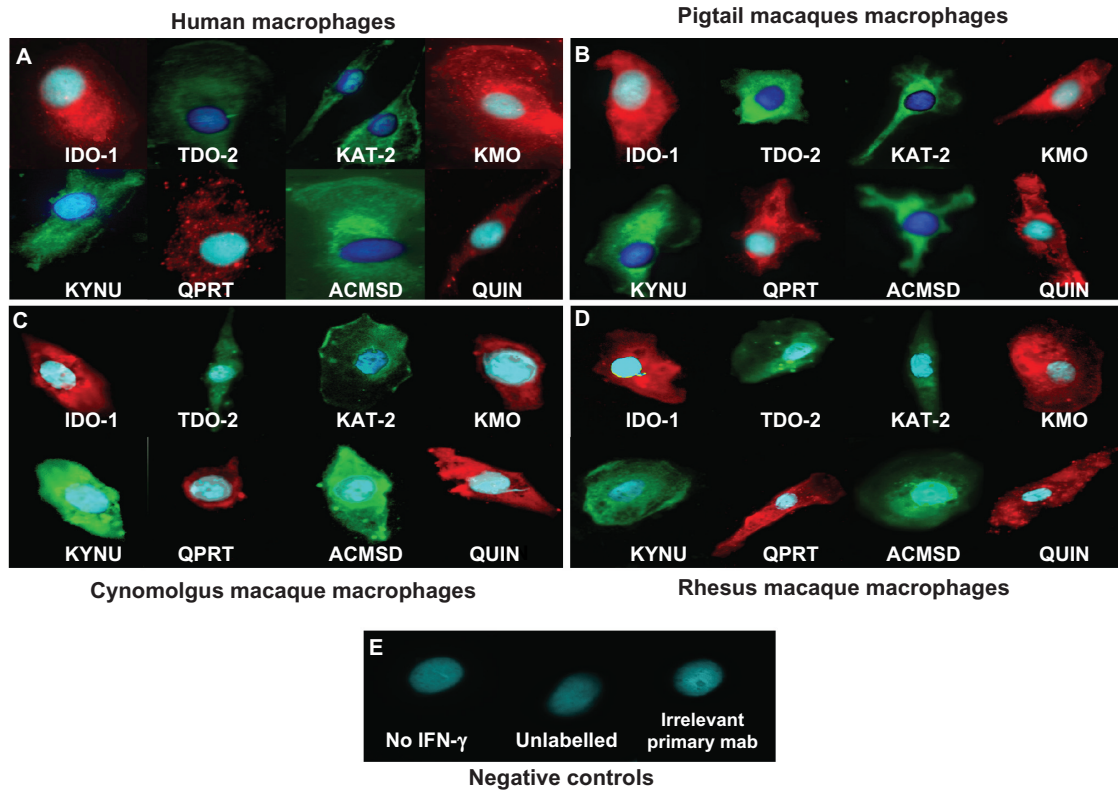 Human macrophages
Pigtail macaques macrophages
A
IDO-1 TDO-2 KAT-2 KMO
KYNU QPRT ACMSD QUIN
B
IDO-1 TDO-2 KAT-2 KMO
KYNU QPRT ACMSD QUIN
C
IDO-1 TDO-2 KAT-2 KMO
KYNU QPRT ACMSD QUIN
D
IDO-1 TDO-2 KAT-2 KMO
KYNU QPRT ACMSD QUIN
Cynomolgus macaque macrophages
Rhesus macaque macrophages
E
No IFN-γ
Unlabelled
Irrelevant
primary mab
Negative controls